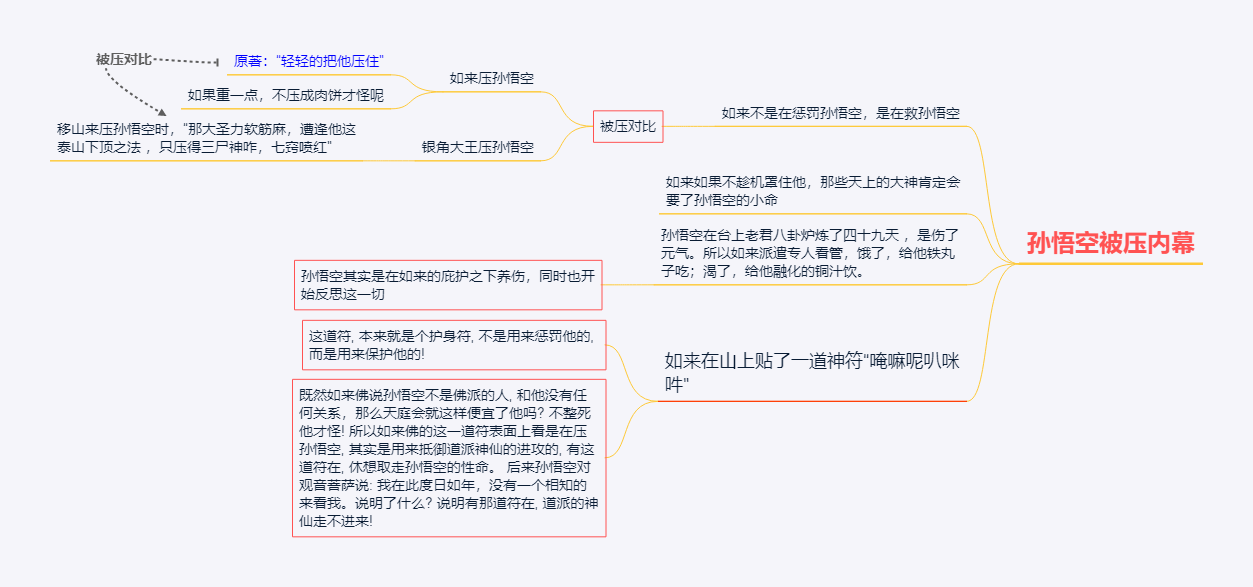 孙悟空被压内幕
如来不是在惩罚孙悟空，是在救孙悟空
被压对比
如来压孙悟空
原著：“轻轻的把他压住”
如果重一点，不压成肉饼才怪呢
银角大王压孙悟空
移山来压孙悟空时，“那大圣力软筋麻，遭逢他这
泰山下顶之法 ，只压得三尸神咋，七窍喷红”
被压对比
如来如果不趁机罩住他，那些天上的大神肯定会
要了孙悟空的小命
孙悟空在台上老君八卦炉炼了四十九天 ，是伤了
元气。所以如来派遣专人看管，饿了，给他铁丸
子吃；渴了，给他融化的铜汁饮。
孙悟空其实是在如来的庇护之下养伤，同时也开
始反思这一切
如来在山上贴了一道神符"唵嘛呢叭咪
吽"
这道符, 本来就是个护身符, 不是用来惩罚他的,
而是用来保护他的!
既然如来佛说孙悟空不是佛派的人, 和他没有任
何关系，那么天庭会就这样便宜了他吗? 不整死
他才怪! 所以如来佛的这一道符表面上看是在压
孙悟空, 其实是用来抵御道派神仙的进攻的, 有这
道符在, 休想取走孙悟空的性命。 后来孙悟空对
观音菩萨说: 我在此度日如年，没有一个相知的
来看我。说明了什么? 说明有那道符在, 道派的神
仙走不进来!